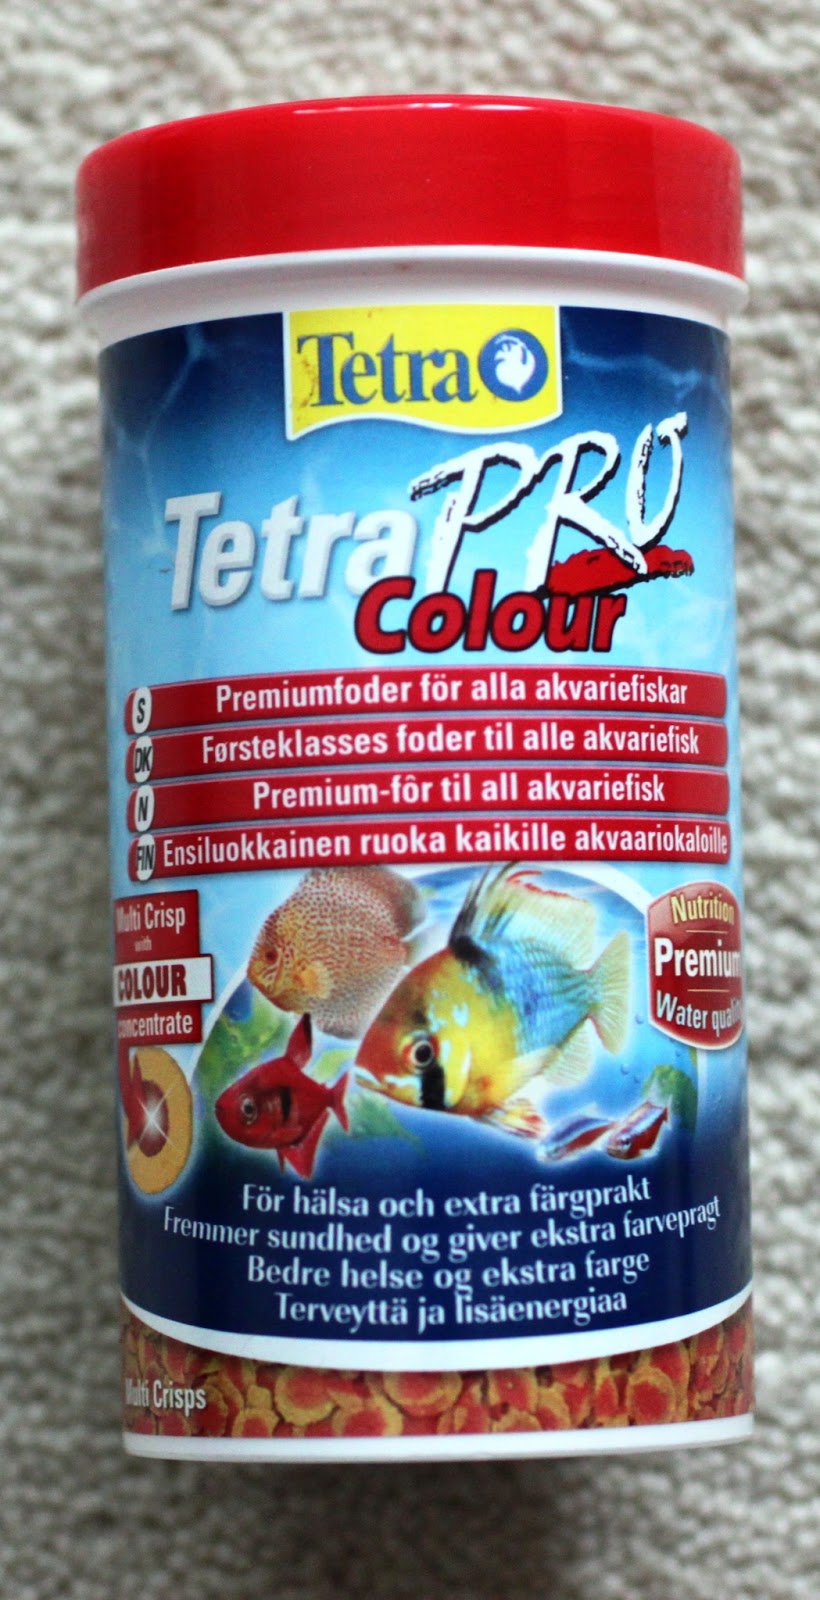 Tetra
TetraPRO
Colour
S Premiumfoder för alla akvariefiskar
DK Førsteklasses foder til alle akvariefisk
N Premium-fôr til all akvariefisk
FIN Ensiluokkainen ruoka kaikille akvaariokaloille
Multi Crisp
with
COLOUR
concentrate
Nutrition
Premium
Water quality
För hälsa och extra färgprakt
Fremmer sundhed og giver ekstra farvepragt
Bedre helse og ekstra farge
Terveyttä ja lisäenergiaa
Multi Crisps